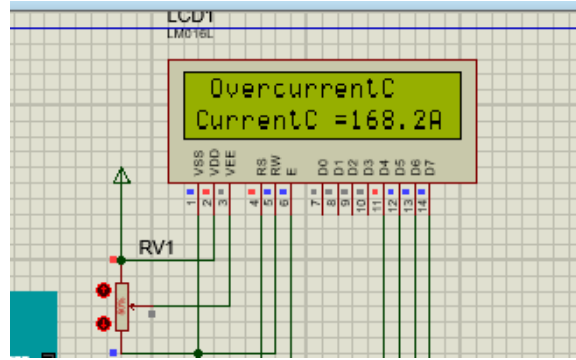 LCD1
LM016L
OvercurrentC
CurrentC =168.2A
VSS
VDD
VEE
RS
RW
E
D0
D1
D2
D3
D4
D5
D6
D7
1
2
3
4
5
6
7
8
9
10
11
12
13
14
RV1